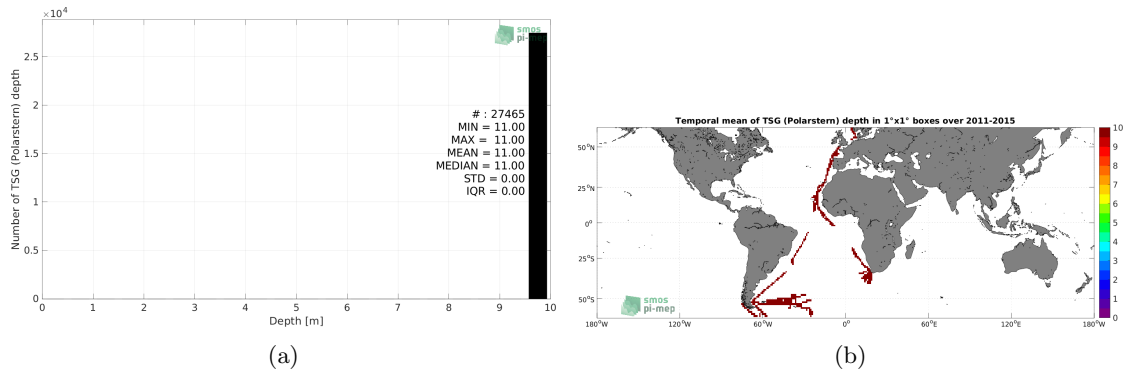 ×10⁴
Number of TSG (Polarstern) depth
2.5
2
1.5
1
0.5
0
smos
pi-mep
# : 27465
MIN = 11.00
MAX = 11.00
MEAN = 11.00
MEDIAN = 11.00
STD = 0.00
IQR = 0.00
0 1 2 3 4 5 6 7 8 9 10
Depth [m]
(a)
Temporal mean of TSG (Polarstern) depth in 1°x1° boxes over 2011-2015
50°N
25°N
0°
25°S
50°S
smos
pi-mep
180°W 120°W 60°W 0° 60°E 120°E 180°E
10
9
8
7
6
5
4
3
2
1
0
(b)